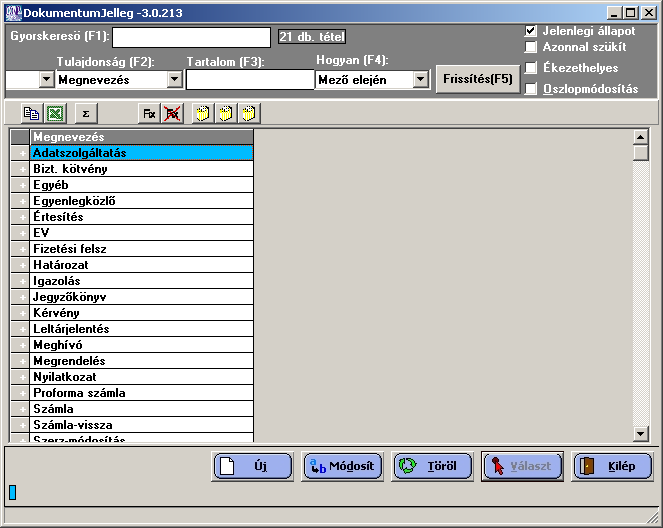 DokumentumJelleg -3.0.213
Gyorskereső (F1): 21 db. tétel
Jelenlegi állapot
Azonnal szükít
Ékezethelyes
Oszlopmódosítás
Tulajdonság (F2): Tartalom (F3): Hogyan (F4):
Megnevezés Mező elején Frissítés(F5)
Σ Fx Fx
Megnevezés
Adatszolgáltatás
Bizt. kötvény
Egyéb
Egyenlegközlő
Értesítés
EV
Fizetési felsz
Határozat
Igazolás
Jegyzőkönyv
Kérvény
Leltárjelentés
Meghívó
Megrendelés
Nyilatkozat
Proforma számla
Számla
Számla-vissza
Szerz-módosítás
Új Módosít Töröl Választ Kilép